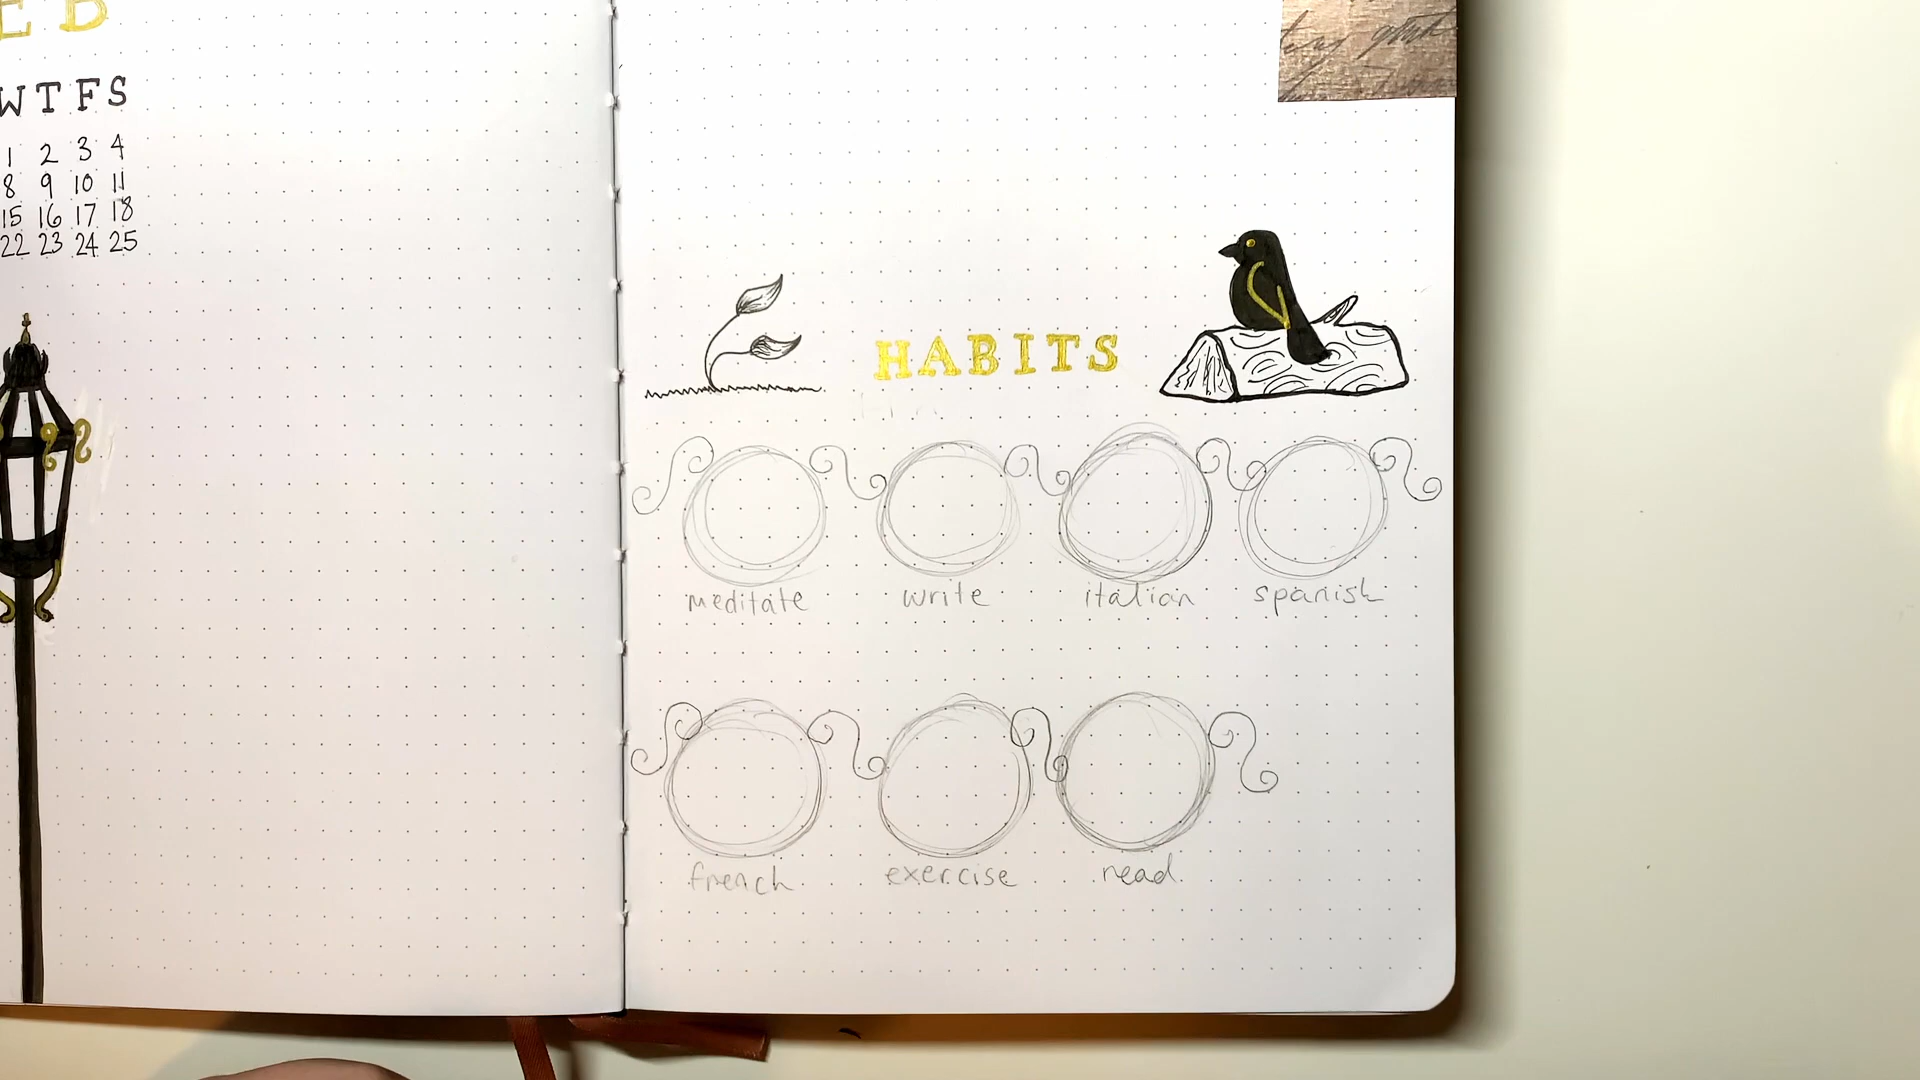 EB
W T F S
1 2 3 4
8 9 10 11
15 16 17 18
22 23 24 25
HABITS
meditate write italian spanish
french exercise read